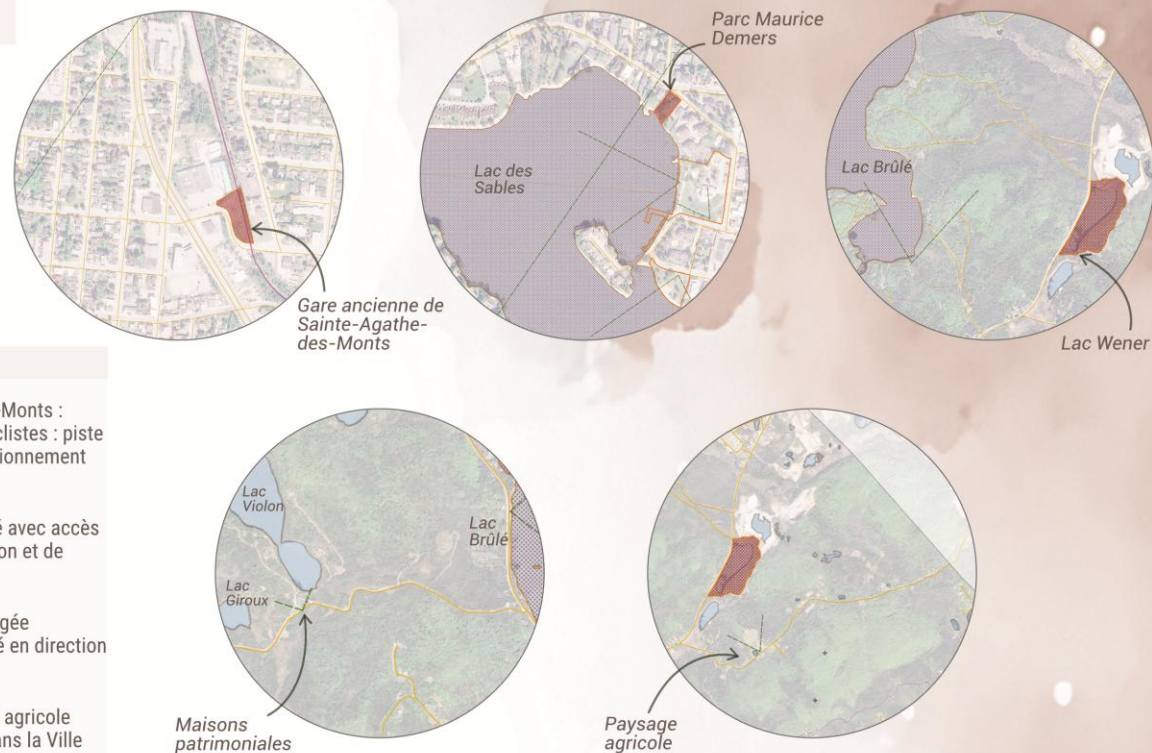 Parc Maurice
Demers
Lac des
Sables
Lac Brûlé
Gare ancienne de
Sainte-Agathe-
des-Monts
Lac Wener
-Monts :
clistes : piste
ionnement
é avec accès
on et de
gée
é en direction
agricole
ans la Ville
Lac
Violon
Lac
Brûlé
Lac
Giroux
Maisons
patrimoniales
Paysage
agricole